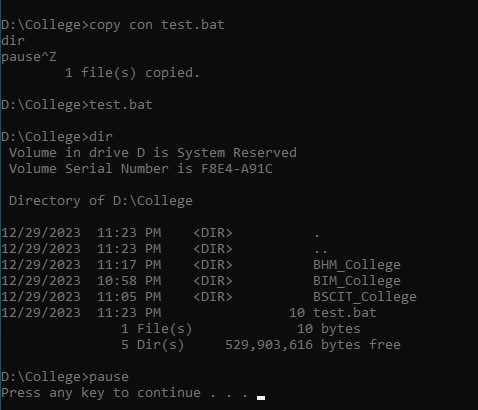 D:\College>copy con test.bat
dir
pause^Z
        1 file(s) copied.
D:\College>test.bat
D:\College>dir
 Volume in drive D is System Reserved
 Volume Serial Number is F8E4-A91C
 Directory of D:\College
12/29/2023  11:23 PM    <DIR>          .
12/29/2023  11:23 PM    <DIR>          ..
12/29/2023  11:17 PM    <DIR>          BHM_College
12/29/2023  10:58 PM    <DIR>          BIM_College
12/29/2023  11:05 PM    <DIR>          BSCIT_College
12/29/2023  11:23 PM                10 test.bat
               1 File(s)             10 bytes
               5 Dir(s)     529,903,616 bytes free
D:\College>pause
Press any key to continue . . .